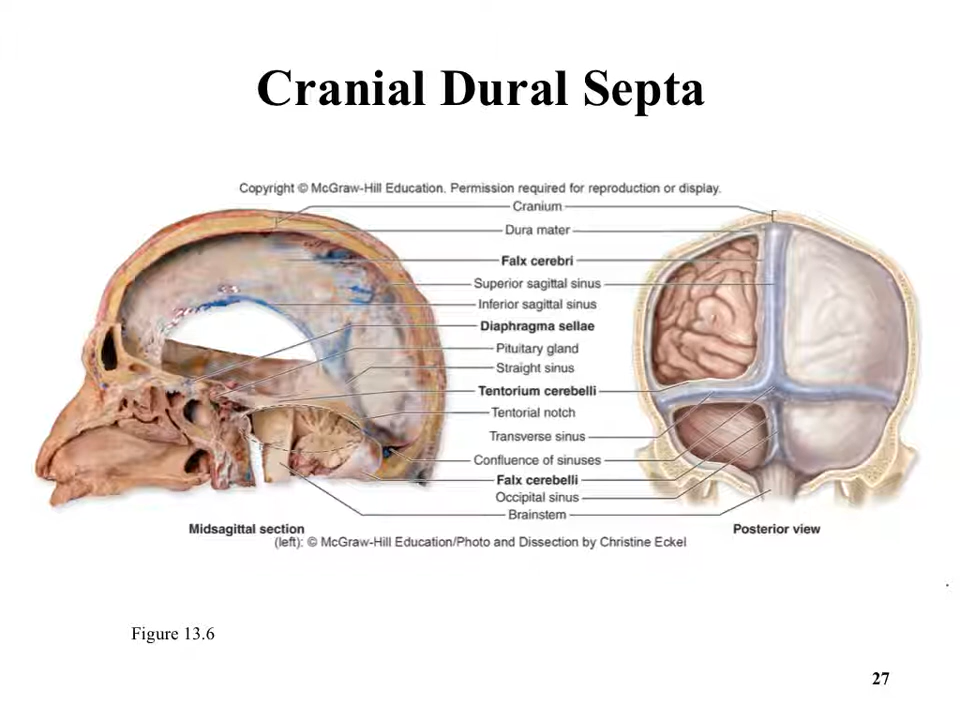 Cranial Dural Septa
Copyright © McGraw-Hill Education. Permission required for reproduction or display.
Cranium
Dura mater
Falx cerebri
Superior sagittal sinus
Inferior sagittal sinus
Diaphragma sellae
Pituitary gland
Straight sinus
Tentorium cerebelli
Tentorial notch
Transverse sinus
Confluence of sinuses
Falx cerebelli
Occipital sinus
Brainstem
Midsagittal section
Posterior view
(left): © McGraw-Hill Education/Photo and Dissection by Christine Eckel
Figure 13.6
27